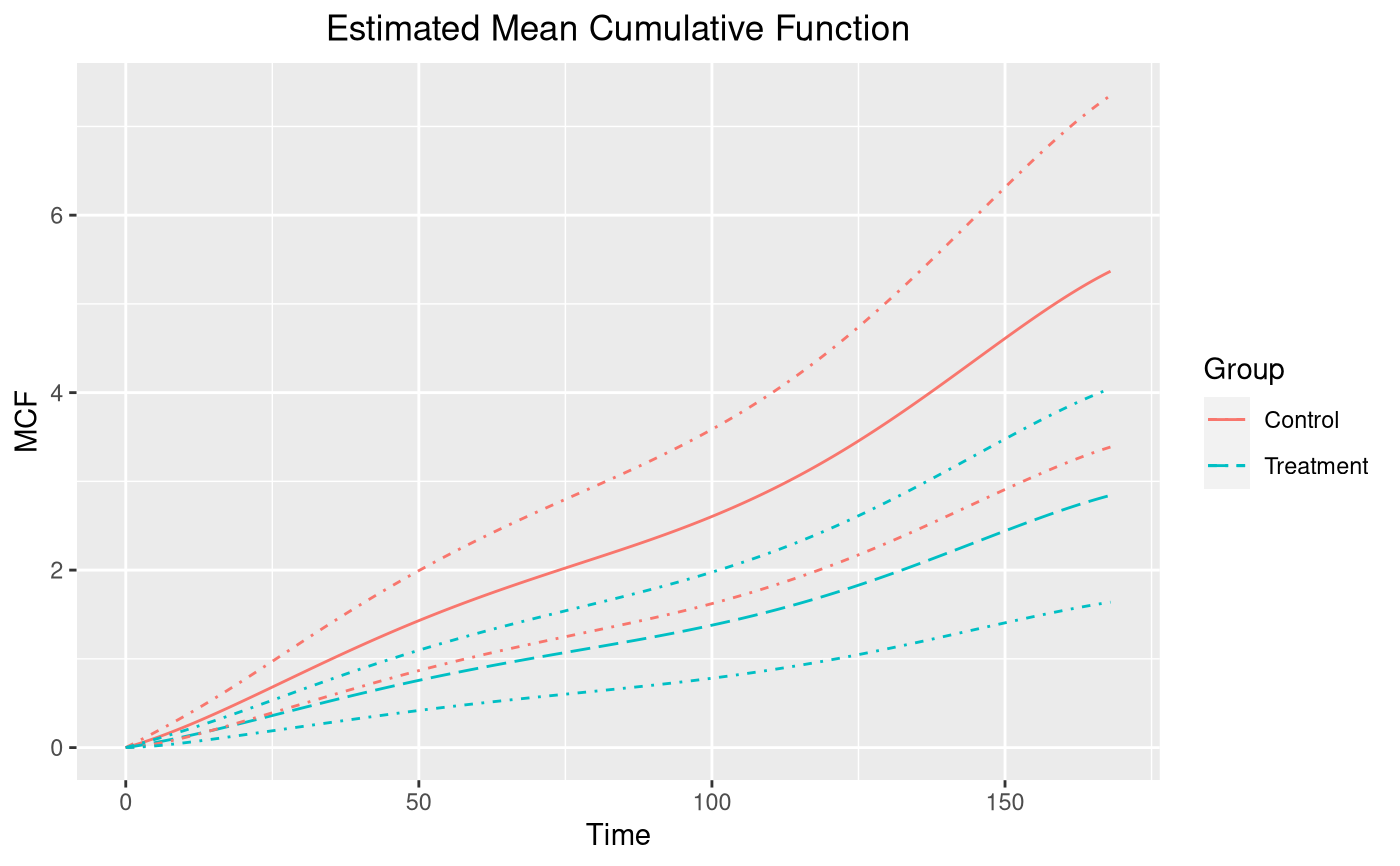 Estimated Mean Cumulative Function
MCF
6
4
2
0
0 50 100 150
Time
Group
Control
Treatment